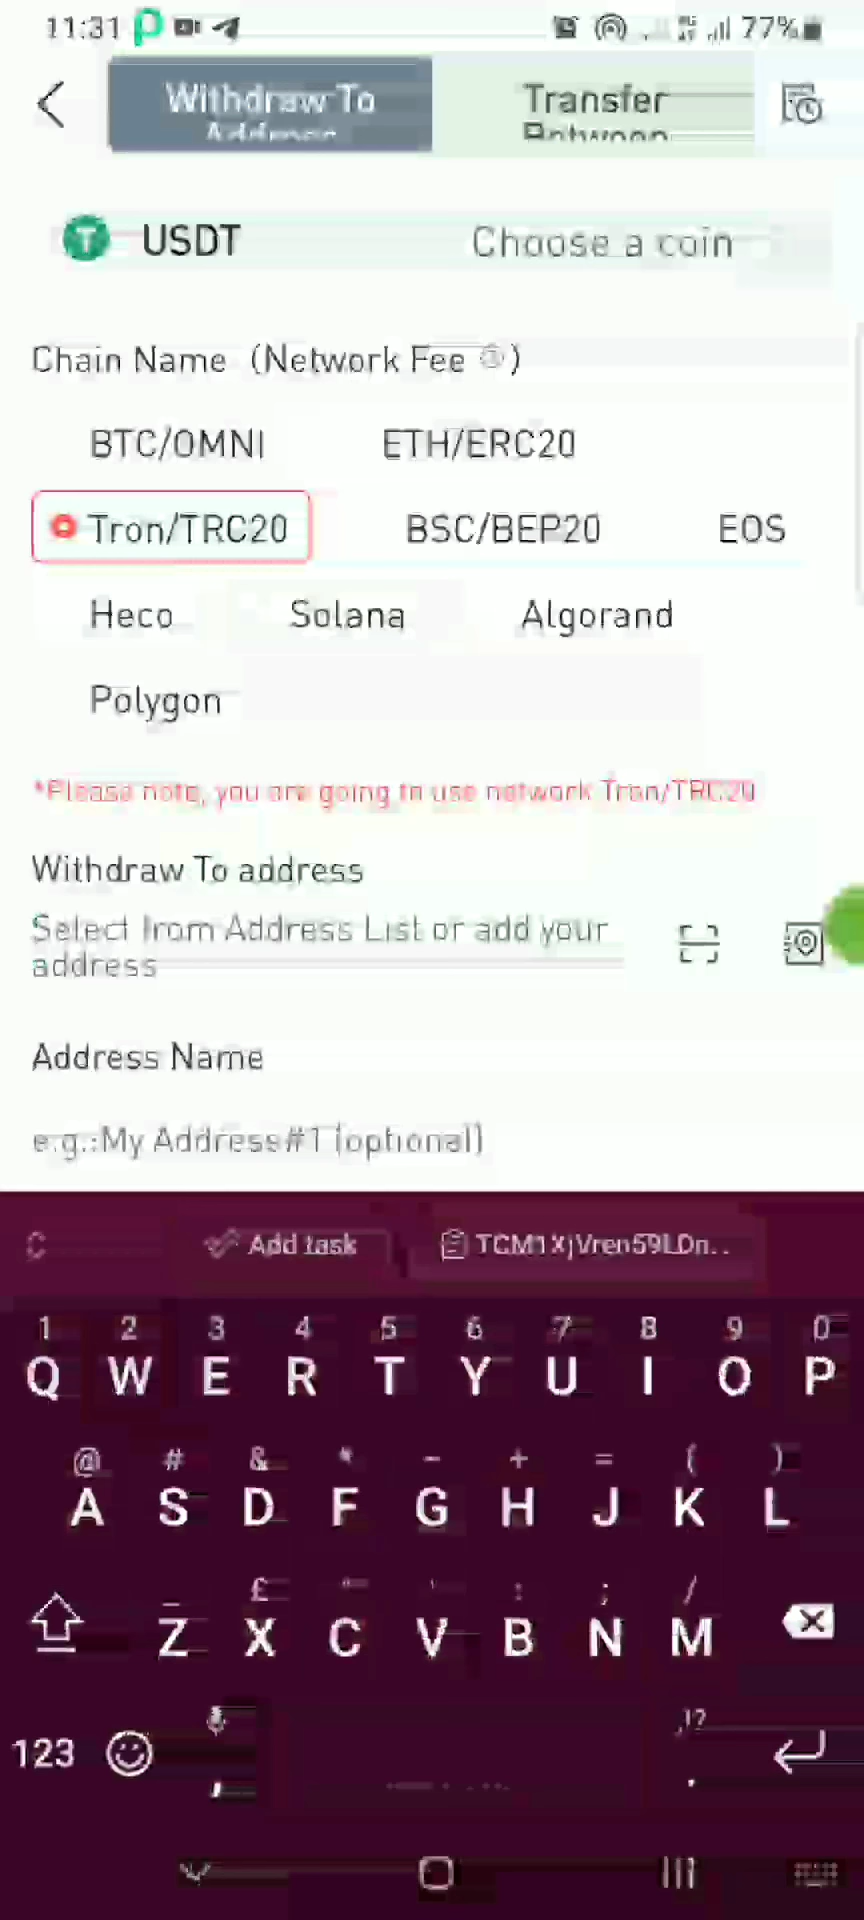 11:31 77%
Withdraw To
Address
Transfer
Between
USDT Choose a coin
Chain Name (Network Fee )
BTC/OMNI ETH/ERC20
Tron/TRC20 BSC/BEP20 EOS
Heco Solana Algorand
Polygon
*Please note, you are going to use network Tron/TRC20
Withdraw To address
Select from Address List or add your
address
Address Name
e.g.:My Address#1 (optional)
Add task TCM1XjVren59LDn...
1 2 3 4 5 6 7 8 9 0
Q W E R T Y U I O P
@ # & * - + = ( )
A S D F G H J K L
_ £ " ' : ; /
Z X C V B N M
,!?
123 , .